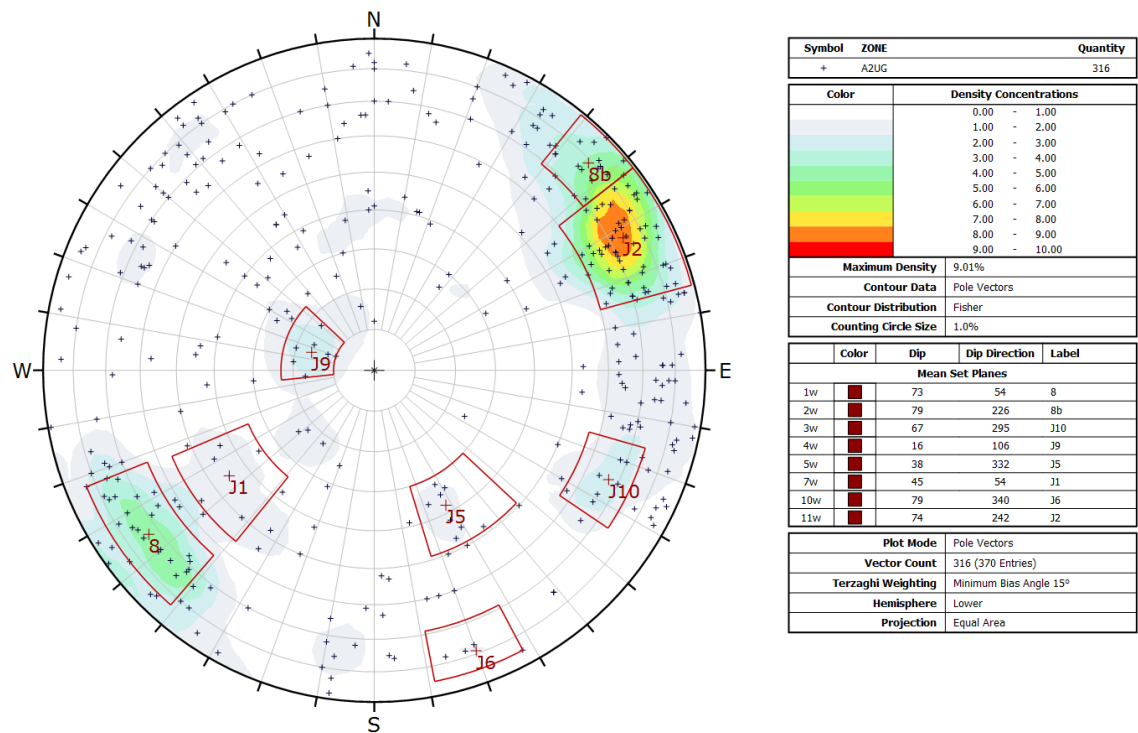 N
W
E
S
8b
J2
J9
J1
J10
J5
8
J6
Symbol ZONE Quantity
+ A2UG 316
Color Density Concentrations
0.00 - 1.00
1.00 - 2.00
2.00 - 3.00
3.00 - 4.00
4.00 - 5.00
5.00 - 6.00
6.00 - 7.00
7.00 - 8.00
8.00 - 9.00
9.00 - 10.00
Maximum Density 9.01%
Contour Data Pole Vectors
Contour Distribution Fisher
Counting Circle Size 1.0%
Color Dip Dip Direction Label
Mean Set Planes
1w 73 54 8
2w 79 226 8b
3w 67 295 J10
4w 16 106 J9
5w 38 332 J5
7w 45 54 J1
10w 79 340 J6
11w 74 242 J2
Plot Mode Pole Vectors
Vector Count 316 (370 Entries)
Terzaghi Weighting Minimum Bias Angle 15º
Hemisphere Lower
Projection Equal Area